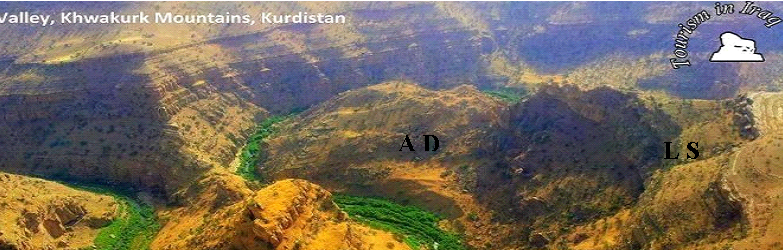 Valley, Khwakurk Mountains, Kurdistan
Tourism in Iraq
A D
L S